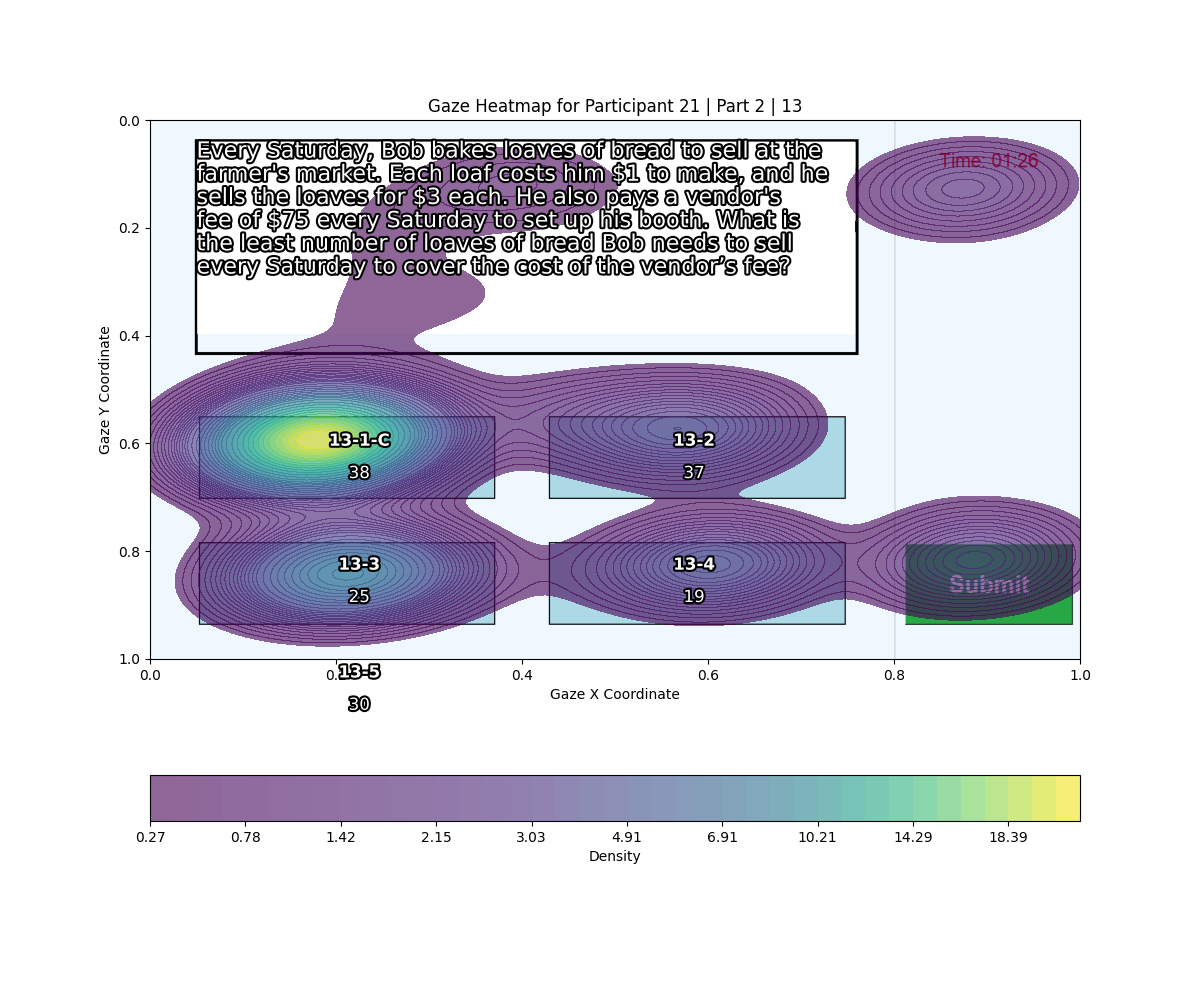 Gaze Heatmap for Participant 21 | Part 2 | 13
Every Saturday, Bob bakes loaves of bread to sell at the
farmer's market. Each loaf costs him $1 to make, and he
sells the loaves for $3 each. He also pays a vendor's
fee of $75 every Saturday to set up his booth. What is
the least number of loaves of bread Bob needs to sell
every Saturday to cover the cost of the vendor’s fee?
Time: 01:26
0.0
0.2
0.4
0.6
0.8
1.0
Gaze Y Coordinate
13-1-C
38
13-2
37
13-3
25
13-4
19
Submit
13-5
30
0.0 0.4 0.6 0.8 1.0
Gaze X Coordinate
0.27 0.78 1.42 2.15 3.03 4.91 6.91 10.21 14.29 18.39
Density